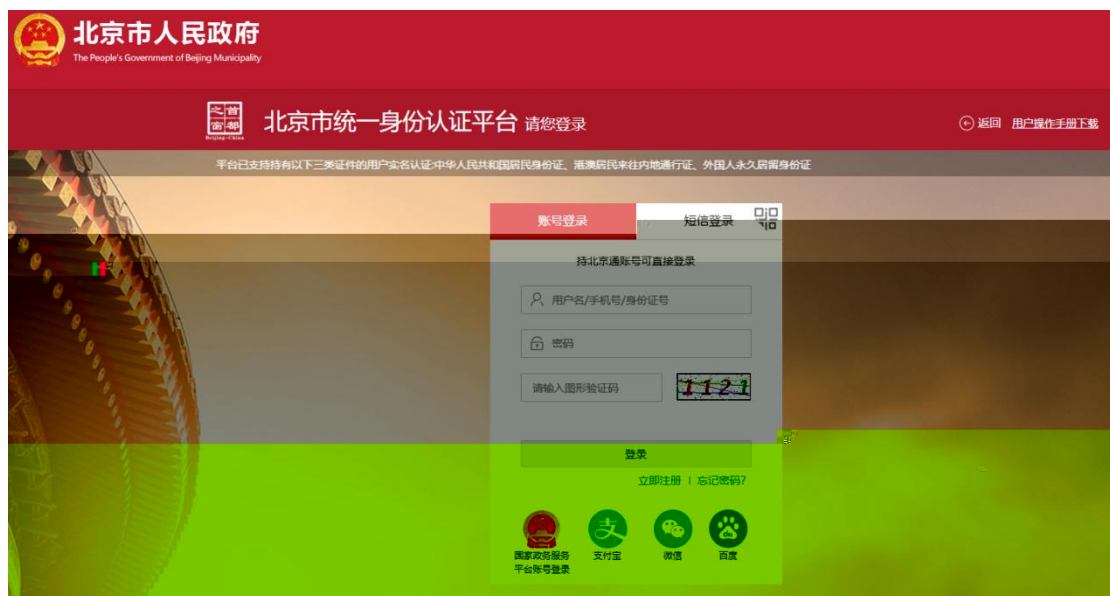 北京市人民政府
The People's Government of Beijing Municipality
首都之窗
Beijing-China
北京市统一身份认证平台 请您登录
返回 用户操作手册下载
平台已支持持有以下三类证件的用户实名认证:中华人民共和国居民身份证、港澳居民来往内地通行证、外国人永久居留身份证
账号登录 短信登录
持北京通账号可直接登录
用户名/手机号/身份证号
密码
请输入图形验证码 1121
登录
立即注册 | 忘记密码?
支
国家政务服务 支付宝 微信 百度
平台账号登录